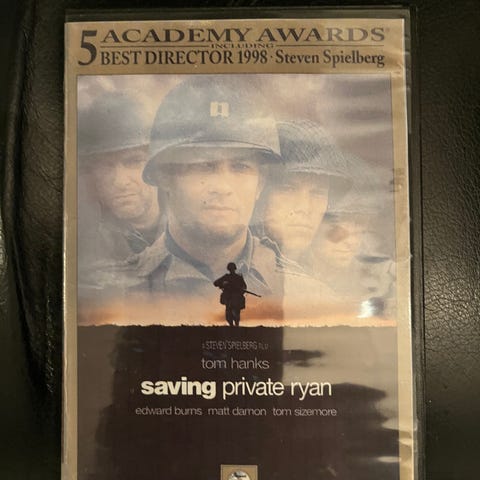 5 ACADEMY AWARDS®
INCLUDING
BEST DIRECTOR 1998 · Steven Spielberg
A STEVEN SPIELBERG FILM
tom hanks
saving private ryan
edward burns matt damon tom sizemore